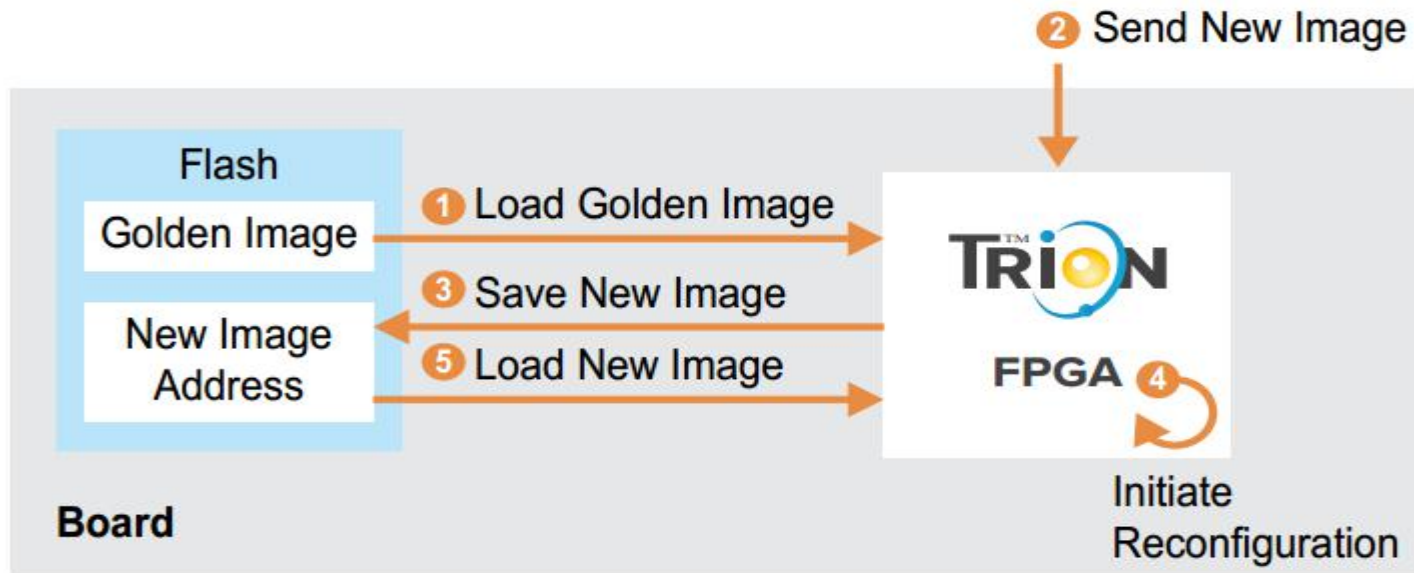 2 Send New Image
Flash
Golden Image
1 Load Golden Image
3 Save New Image
New Image
Address
5 Load New Image
TRiON™
FPGA 4
Initiate
Reconfiguration
Board